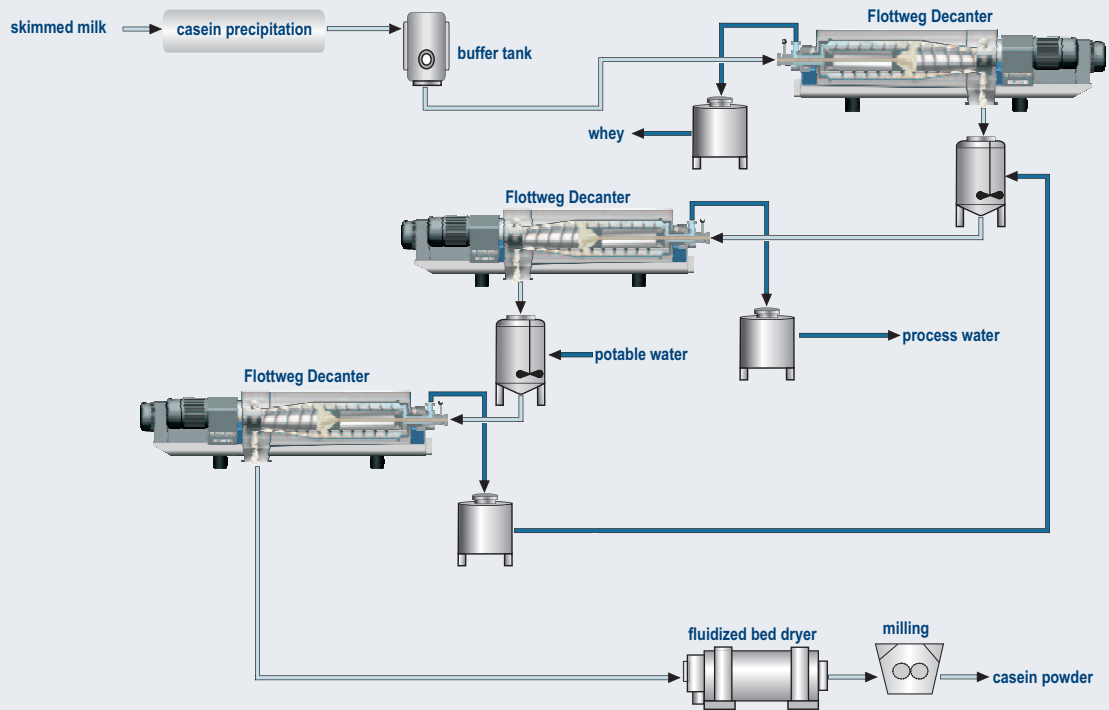 skimmed milk
casein precipitation
buffer tank
Flottweg Decanter
whey
Flottweg Decanter
process water
potable water
Flottweg Decanter
fluidized bed dryer
milling
casein powder